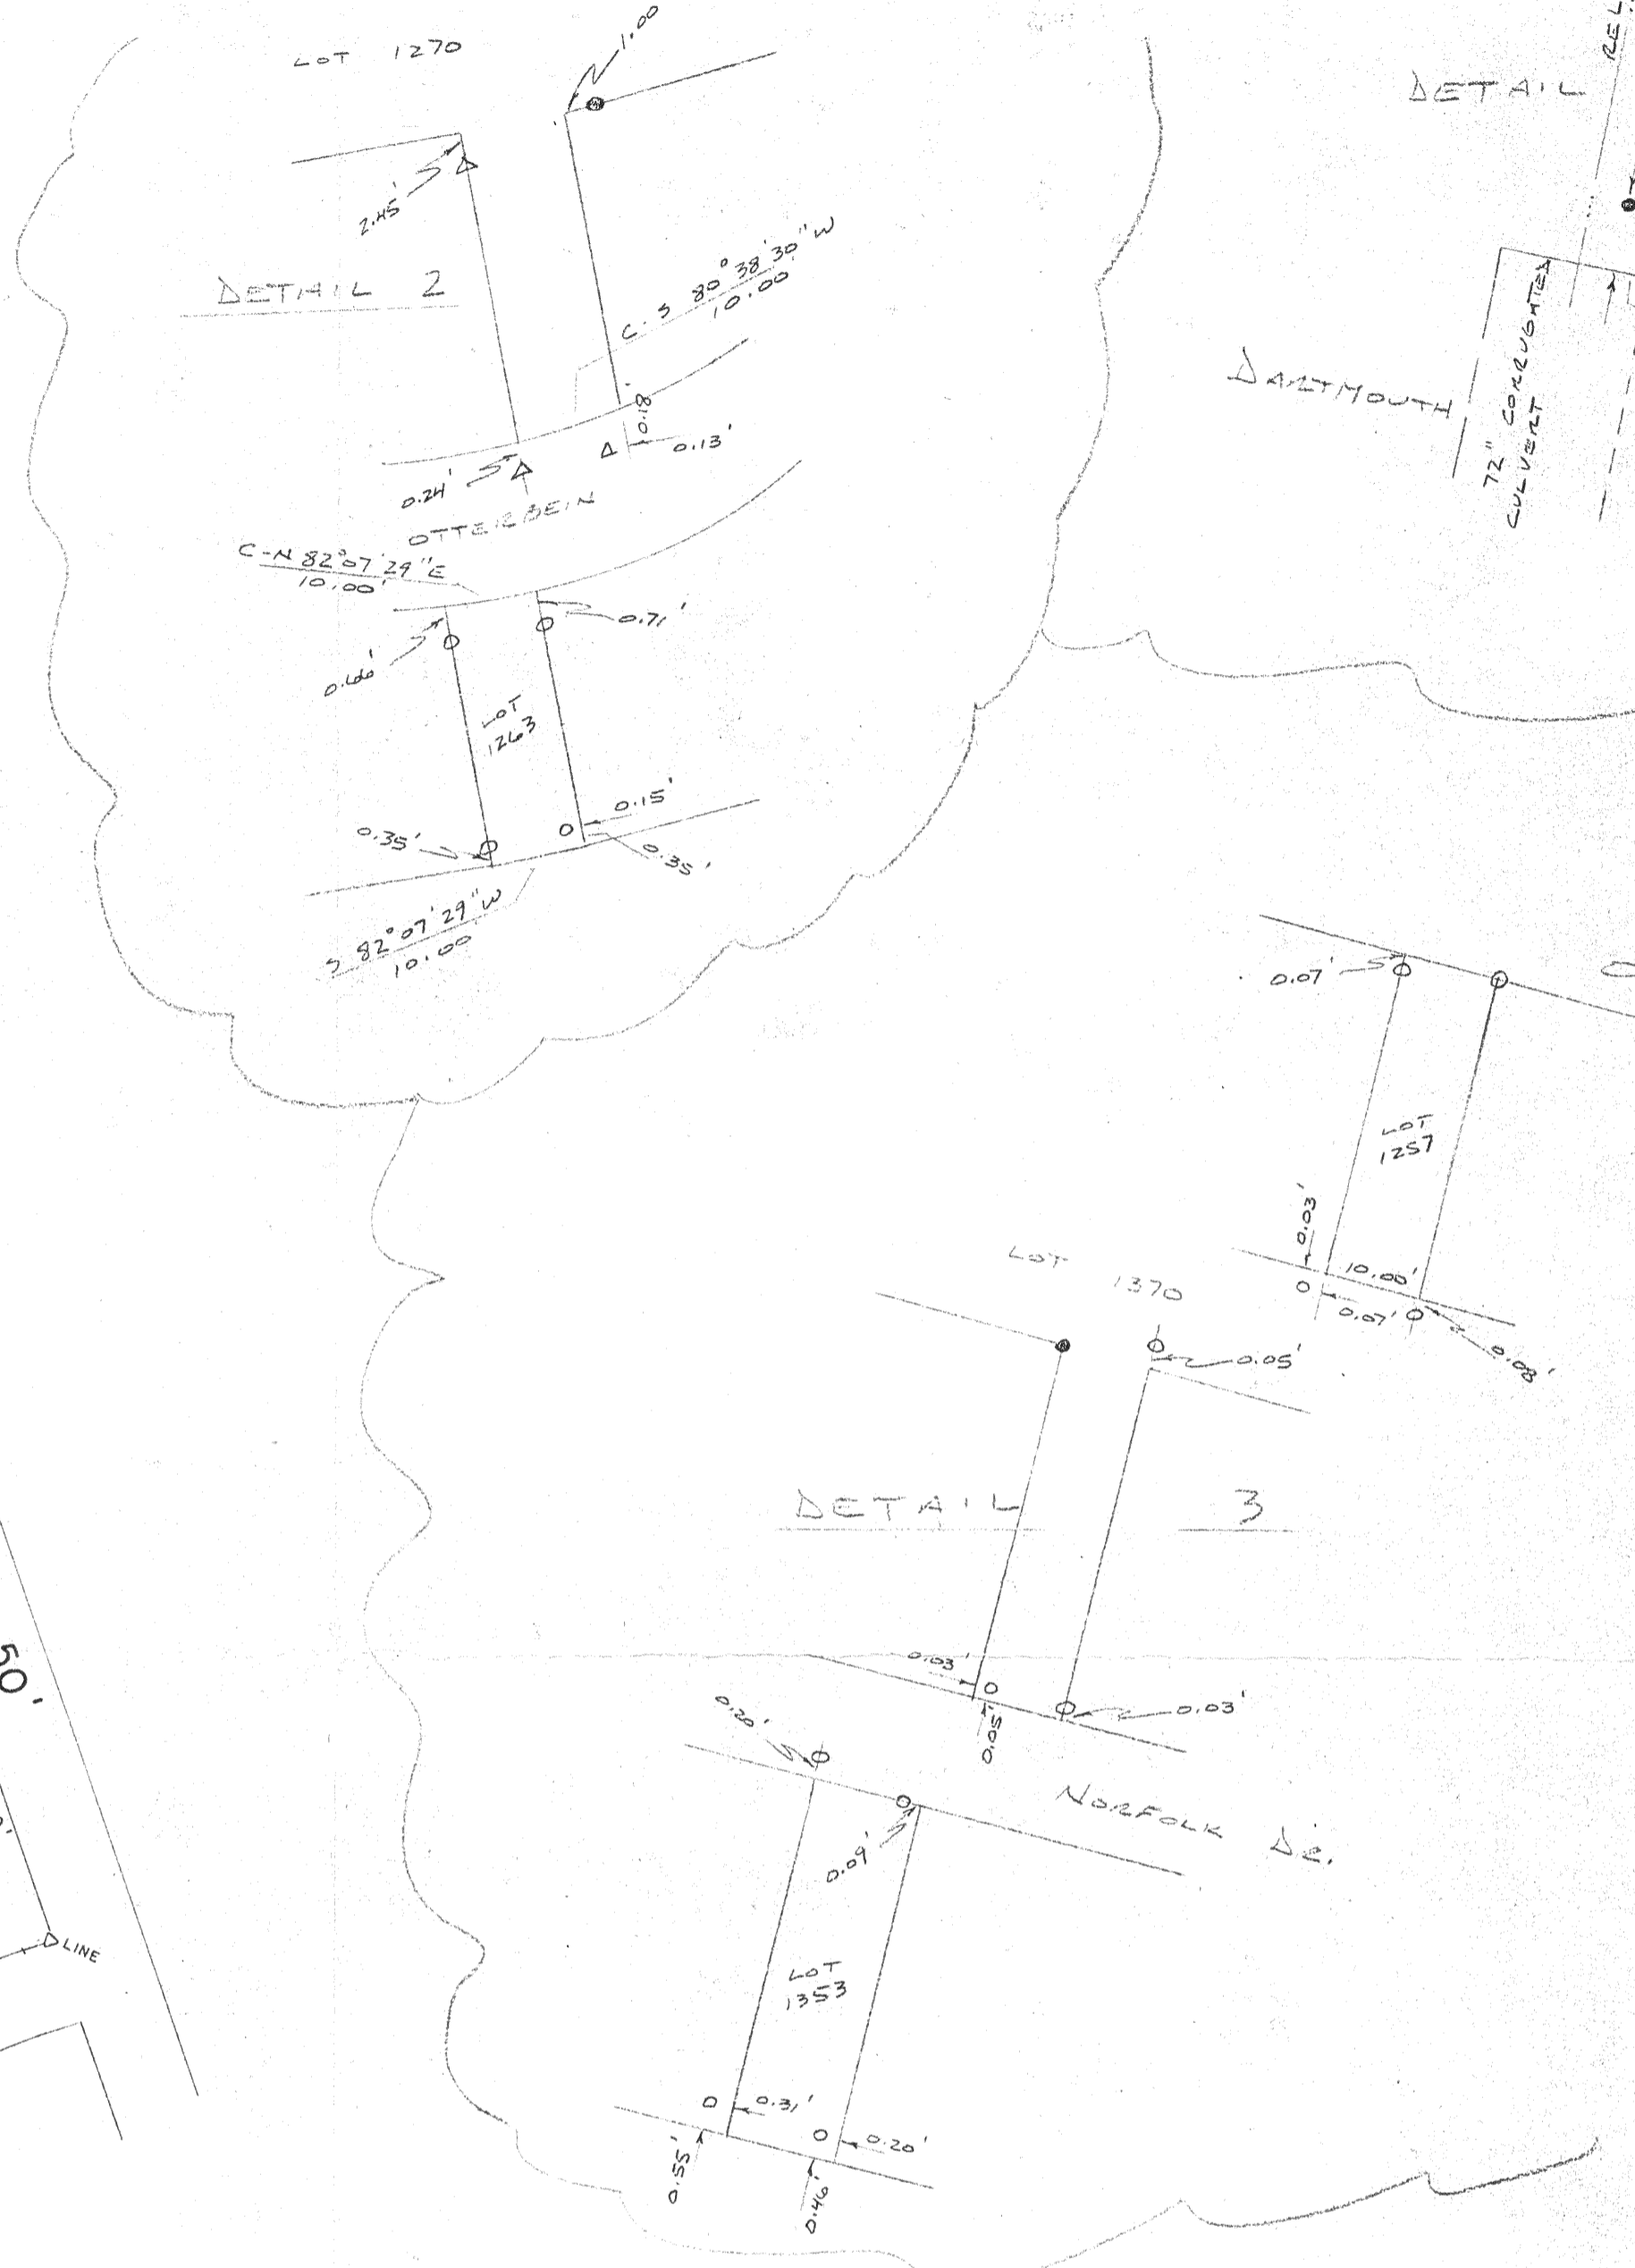 LOT 1270
1.00
2.45'
DETAIL 2
C. S 80° 38' 30" W
10.00
0.18'
0.13'
0.24'
OTTERBEIN
C-N 82° 07' 29" E
10.00'
0.71'
0.66'
LOT
1263
0.15'
0.35'
0.35'
S 82° 07' 29" W
10.00
DETAIL
DARTMOUTH
72" CORRUGATED
CULVERT
0.07'
LOT
1257
0.03'
10.00'
0.07'
0.08'
LOT 1370
0.05'
DETAIL 3
0.03'
0.05'
0.03'
0.20'
NORFOLK DR.
0.09'
LOT
1353
0.31'
0.20'
0.55'
0.46'
50'
LINE